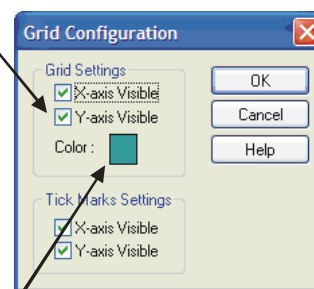 Grid Configuration
Grid Settings
X-axis Visible
Y-axis Visible
Color :
OK
Cancel
Help
Tick Marks Settings
X-axis Visible
Y-axis Visible